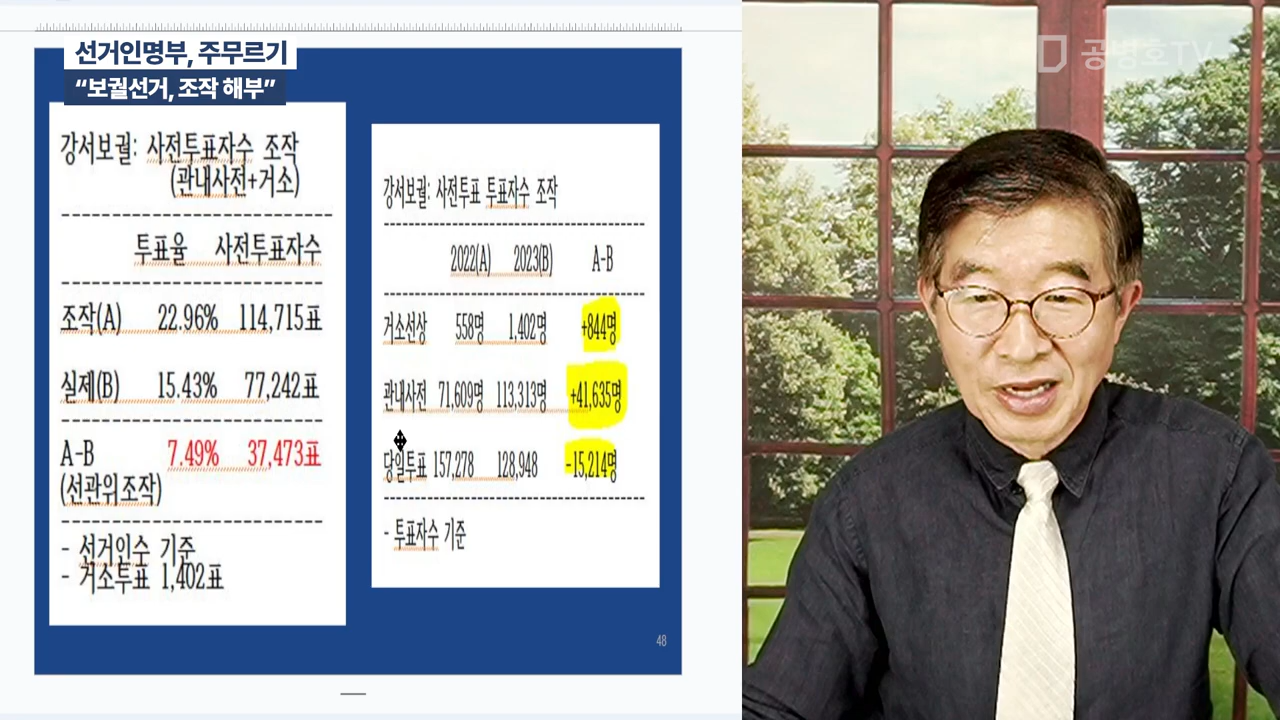 선거인명부, 주무르기
“보궐선거, 조작 해부”
공병호TV
강서보궐: 사전투표자수 조작
(관내사전+거소)
투표율 사전투표자수
조작(A) 22.96% 114,715표
실제(B) 15.43% 77,242표
A-B 7.49% 37,473표
(선관위조작)
- 선거인수 기준
- 거소투표 1,402표
강서보궐: 사전투표 투표자수 조작
2022(A) 2023(B) A-B
거소선상 558명 1,402명 +844명
관내사전 71,609명 113,313명 +41,635명
당일투표 157,278 128,948 -15,214명
- 투표자수 기준
48